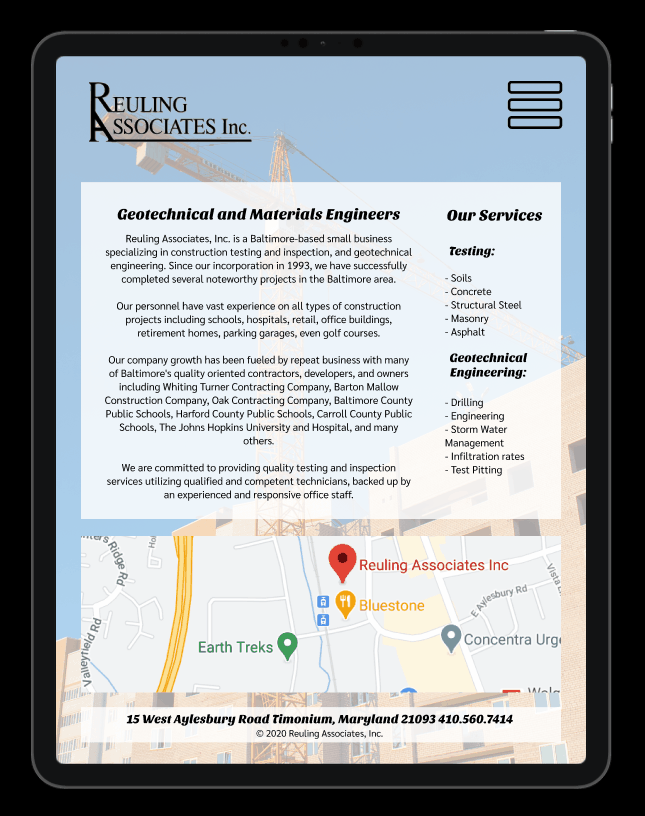 REULING
ASSOCIATES Inc.
Geotechnical and Materials Engineers
Reuling Associates, Inc. is a Baltimore-based small business
specializing in construction testing and inspection, and geotechnical
engineering. Since our incorporation in 1993, we have successfully
completed several noteworthy projects in the Baltimore area.
Our personnel have vast experience on all types of construction
projects including schools, hospitals, retail, office buildings,
retirement homes, parking garages, even golf courses.
Our company growth has been fueled by repeat business with many
of Baltimore's quality oriented contractors, developers, and owners
including Whiting Turner Contracting Company, Barton Mallow
Construction Company, Oak Contracting Company, Baltimore County
Public Schools, Harford County Public Schools, Carroll County Public
Schools, The Johns Hopkins University and Hospital, and many
others.
We are committed to providing quality testing and inspection
services utilizing qualified and competent technicians, backed up by
an experienced and responsive office staff.
Our Services
Testing:
- Soils
- Concrete
- Structural Steel
- Masonry
- Asphalt
Geotechnical
Engineering:
- Drilling
- Engineering
- Storm Water
Management
- Infiltration rates
- Test Pitting
Ridge Rd
Valleyfield Rd
Reuling Associates Inc
Bluestone
E Aylesbury Rd
Earth Treks
Concentra
15 West Aylesbury Road Timonium, Maryland 21093 410.560.7414
© 2020 Reuling Associates, Inc.